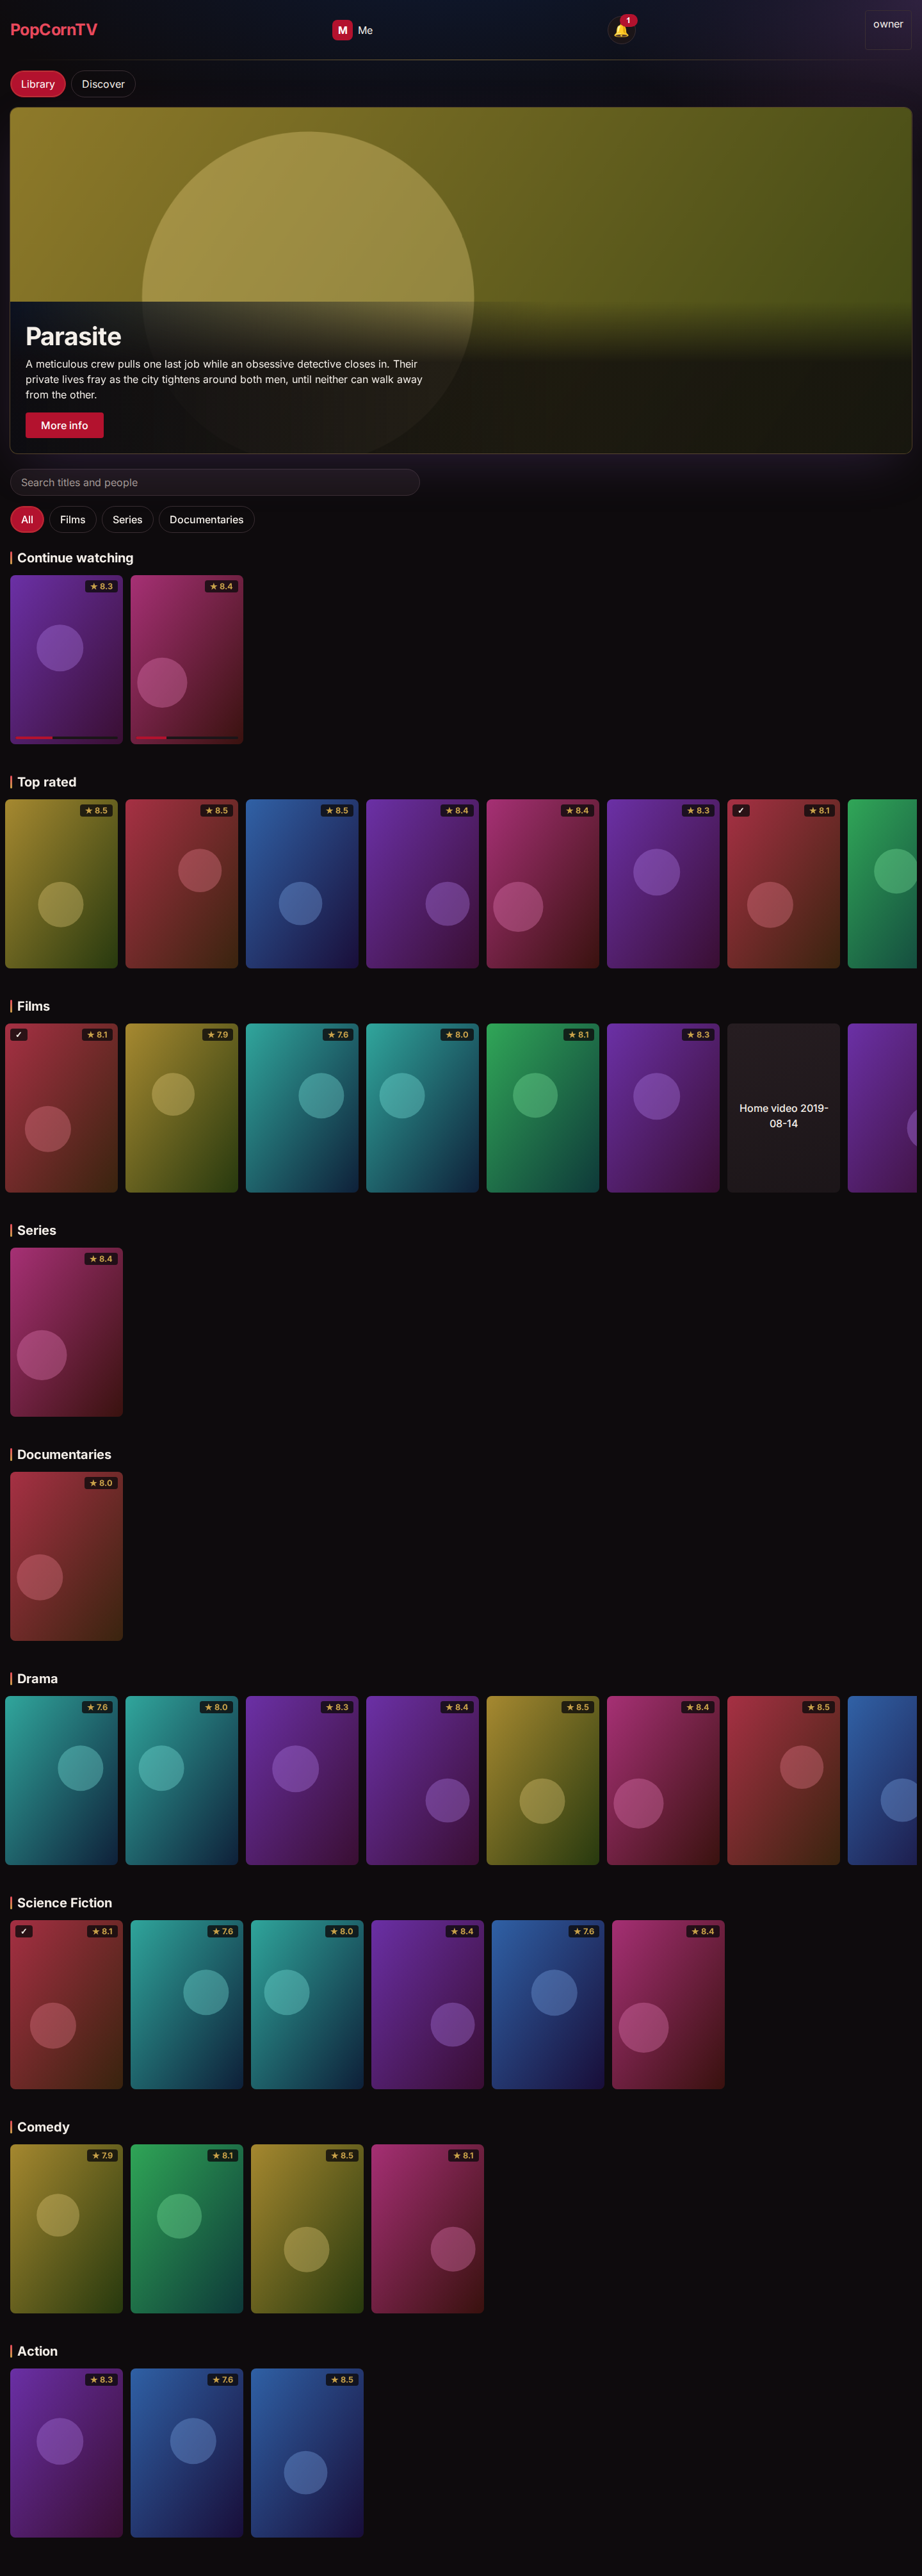 PopCornTV
M Me
1
owner
Library Discover
Parasite
A meticulous crew pulls one last job while an obsessive detective closes in. Their
private lives fray as the city tightens around both men, until neither can walk away
from the other.
More info
Search titles and people
All Films Series Documentaries
Continue watching
★ 8.3 ★ 8.4
Top rated
★ 8.5 ★ 8.5 ★ 8.5 ★ 8.4 ★ 8.4 ★ 8.3 ✓ ★ 8.1
Films
✓ ★ 8.1 ★ 7.9 ★ 7.6 ★ 8.0 ★ 8.1 ★ 8.3
Home video 2019-
08-14
Series
★ 8.4
Documentaries
★ 8.0
Drama
★ 7.6 ★ 8.0 ★ 8.3 ★ 8.4 ★ 8.5 ★ 8.4 ★ 8.5
Science Fiction
✓ ★ 8.1 ★ 7.6 ★ 8.0 ★ 8.4 ★ 7.6 ★ 8.4
Comedy
★ 7.9 ★ 8.1 ★ 8.5 ★ 8.1
Action
★ 8.3 ★ 7.6 ★ 8.5